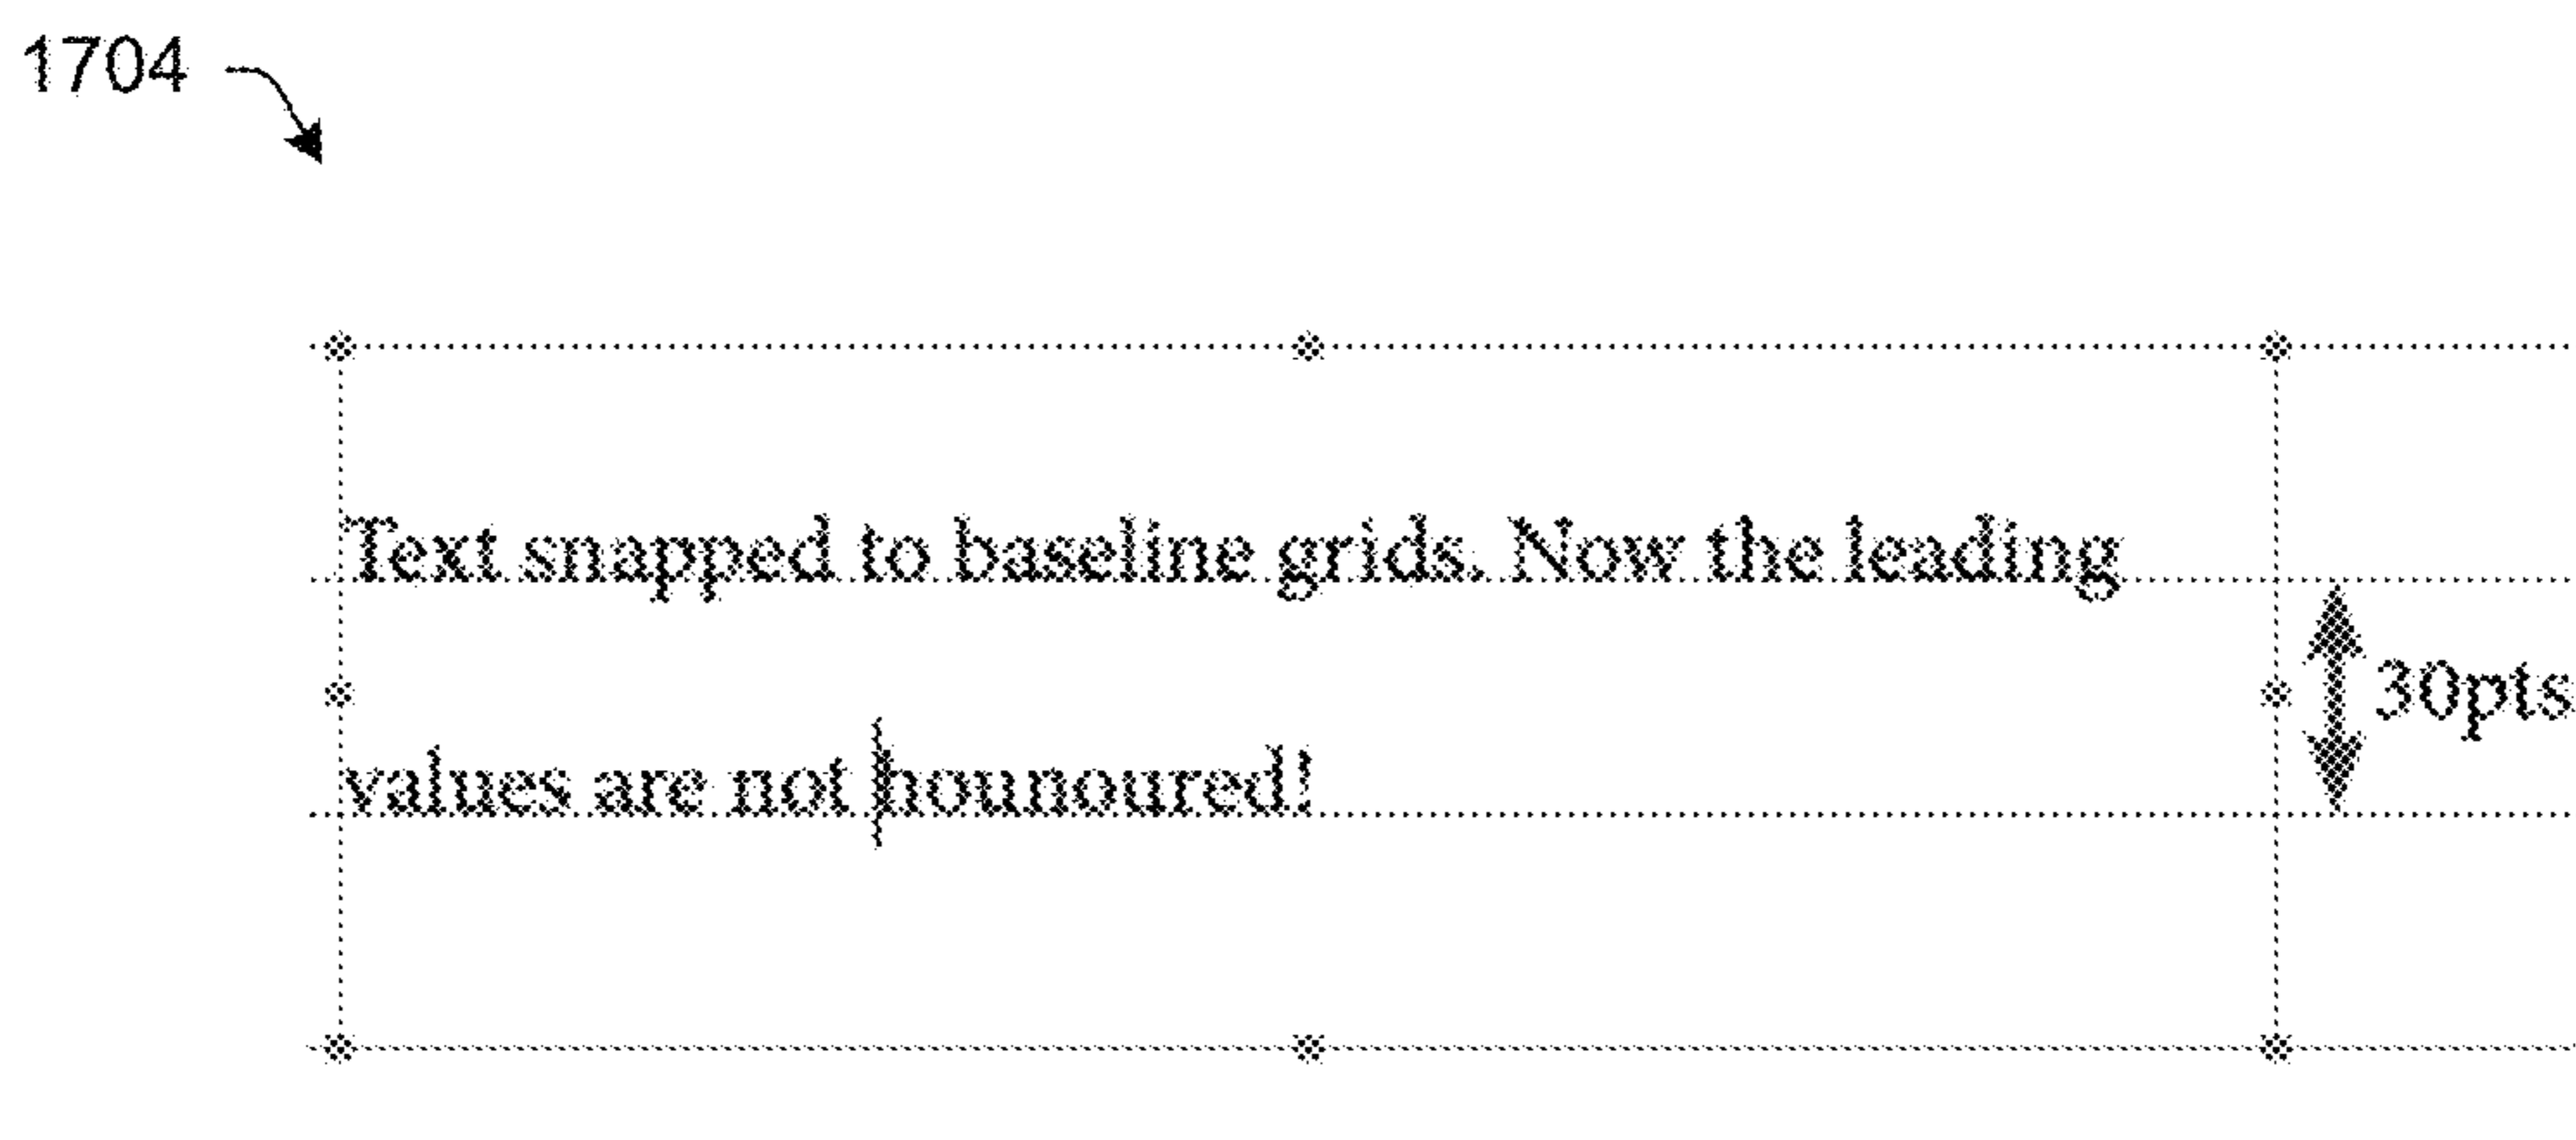 1704
Text snapped to baseline grids. Now the leading
30pts
values are not hounoured!